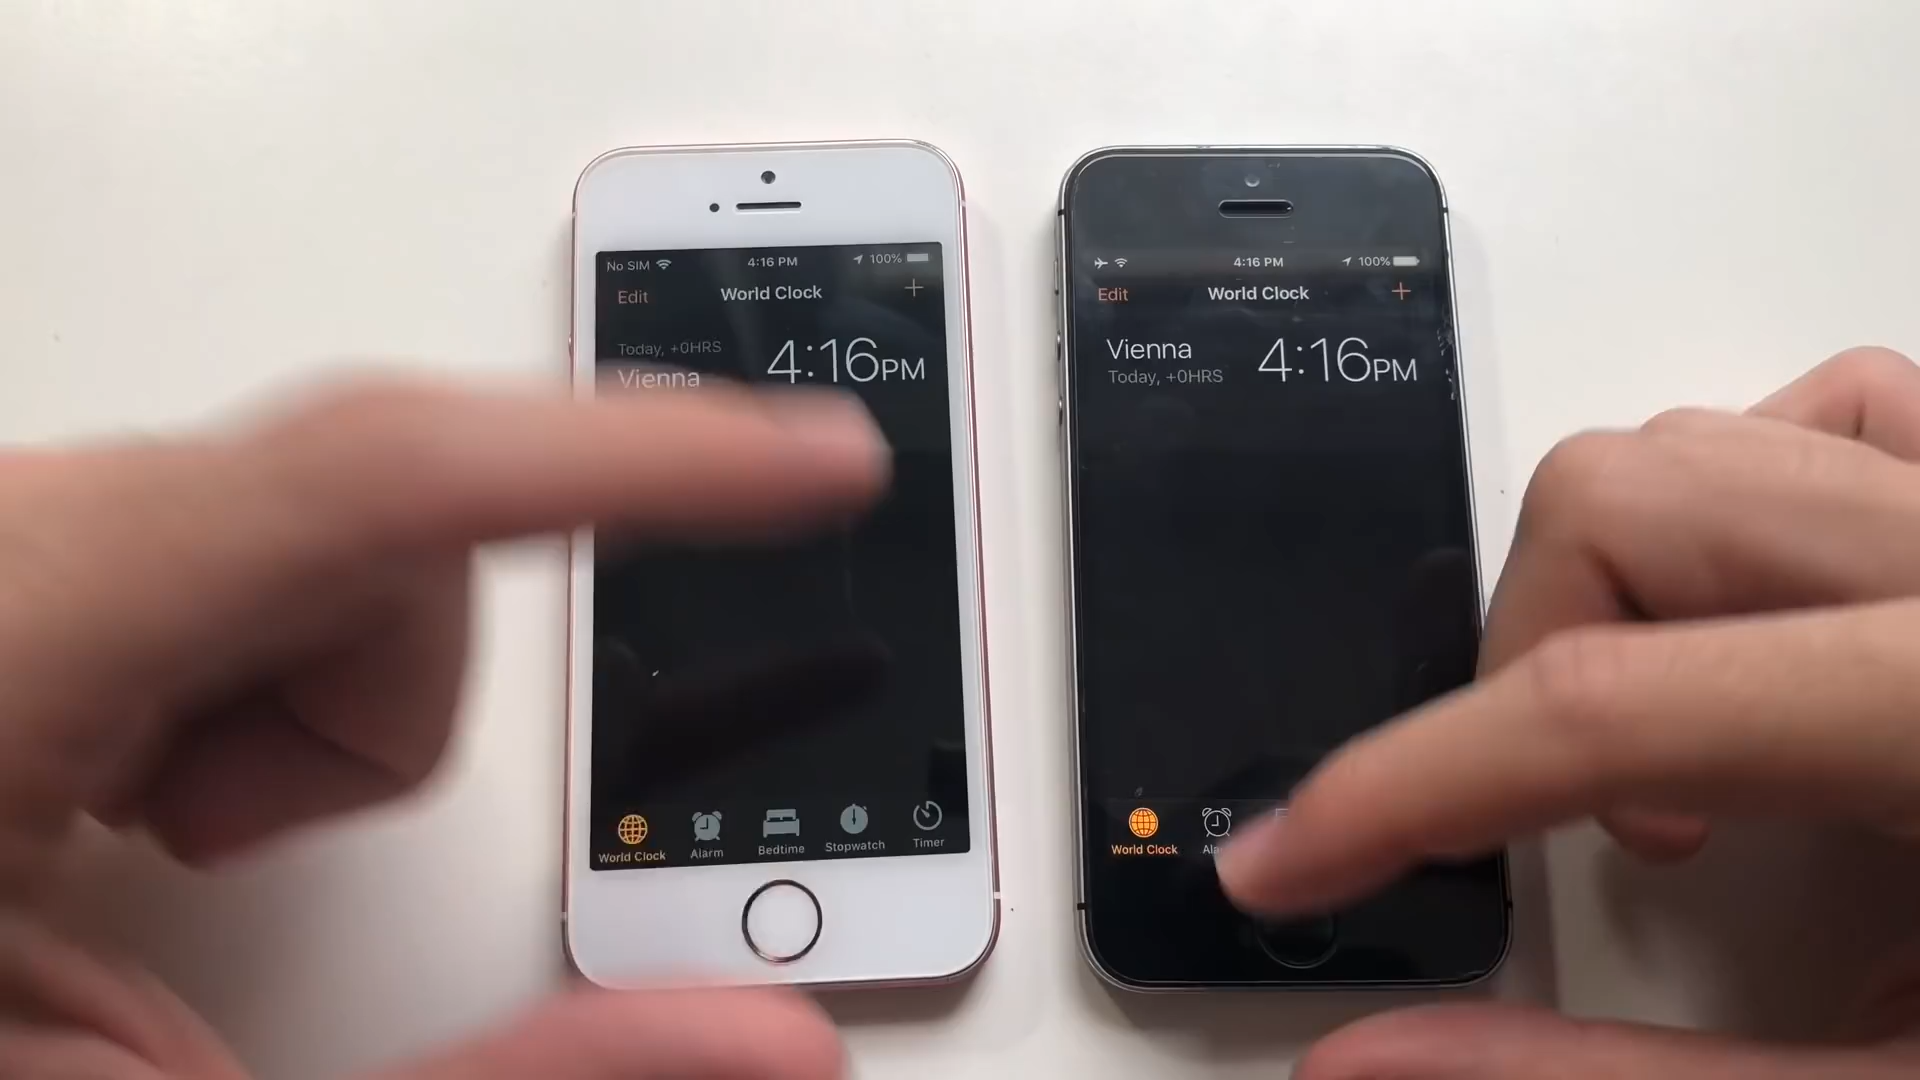 No SIM 4:16 PM 100%
Edit World Clock +
Today, +0HRS
Vienna 4:16PM
World Clock Alarm Bedtime Stopwatch Timer
4:16 PM 100%
Edit World Clock +
Vienna 4:16PM
Today, +0HRS
World Clock